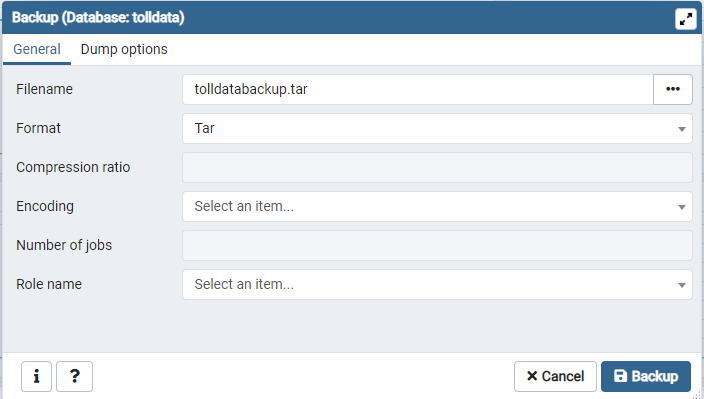 Backup (Database: tolldata)
General Dump options
Filename tolldatabackup.tar •••
Format Tar
Compression ratio
Encoding Select an item...
Number of jobs
Role name Select an item...
i ? Cancel Backup